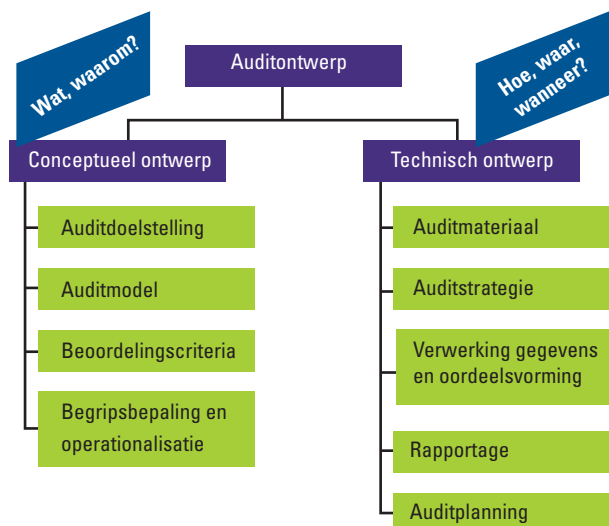 Wat, waarom?
Auditontwerp
Hoe, waar,
wanneer?
Conceptueel ontwerp
Auditdoelstelling
Auditmodel
Beoordelingscriteria
Begripsbepaling en
operationalisatie
Technisch ontwerp
Auditmateriaal
Auditstrategie
Verwerking gegevens
en oordeelsvorming
Rapportage
Auditplanning